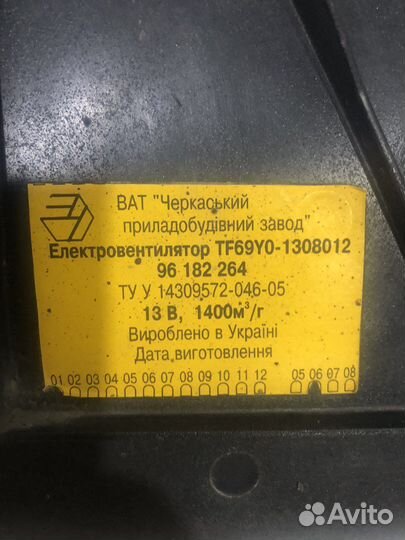 ВАТ "Черкаський
приладобудівний завод"
Електровентилятор TF69Y0-1308012
96 182 264
ТУ У 14309572-046-05
13 В, 1400м³/г
Вироблено в Україні
Дата виготовлення
01 02 03 04 05 06 07 08 09 10 11 12 05 06 07 08
Avito